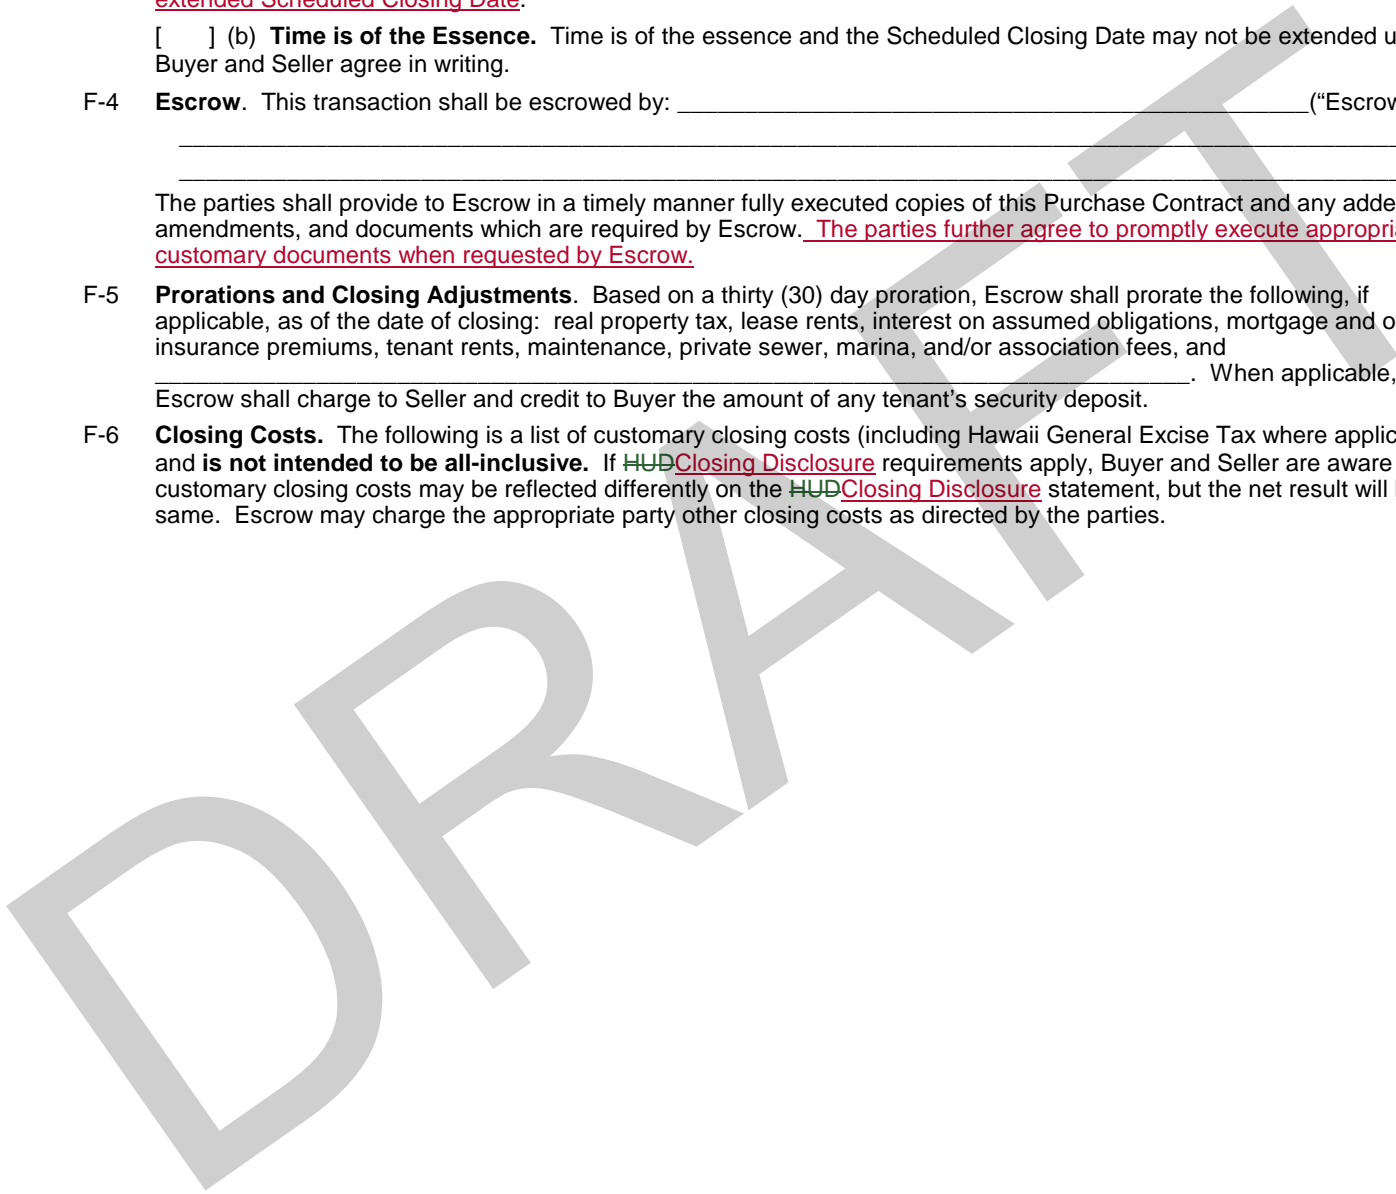 extended Scheduled Closing Date.
[ ] (b) Time is of the Essence. Time is of the essence and the Scheduled Closing Date may not be extended
Buyer and Seller agree in writing.
F-4 Escrow. This transaction shall be escrowed by: ____________________________________________________("Escrow
____________________________________________________________________________________________________
____________________________________________________________________________________________________
The parties shall provide to Escrow in a timely manner fully executed copies of this Purchase Contract and any
amendments, and documents which are required by Escrow. The parties further agree to promptly execute
customary documents when requested by Escrow.
F-5 Prorations and Closing Adjustments. Based on a thirty (30) day proration, Escrow shall prorate the following, if
applicable, as of the date of closing: real property tax, lease rents, interest on assumed obligations, mortgage and
insurance premiums, tenant rents, maintenance, private sewer, marina, and/or association fees, and
______________________________________________________________________________________. When applicable,
Escrow shall charge to Seller and credit to Buyer the amount of any tenant’s security deposit.
F-6 Closing Costs. The following is a list of customary closing costs (including Hawaii General Excise Tax where
and is not intended to be all-inclusive. If HUDClosing Disclosure requirements apply, Buyer and Seller are aware
customary closing costs may be reflected differently on the HUDClosing Disclosure statement, but the net result will
same. Escrow may charge the appropriate party other closing costs as directed by the parties.
DRAFT